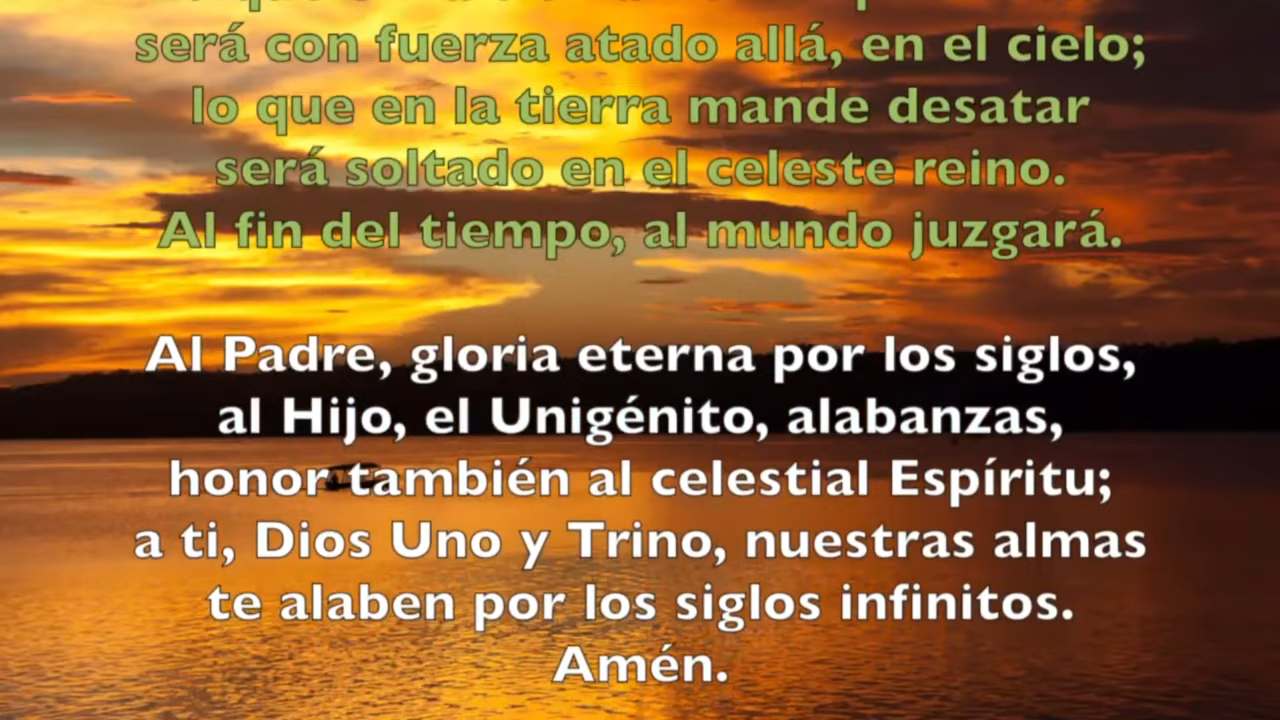 será con fuerza atado allá, en el cielo;
lo que en la tierra mande desatar
será soltado en el celeste reino.
Al fin del tiempo, al mundo juzgará.
Al Padre, gloria eterna por los siglos,
al Hijo, el Unigénito, alabanzas,
honor también al celestial Espíritu;
a ti, Dios Uno y Trino, nuestras almas
te alaben por los siglos infinitos.
Amén.